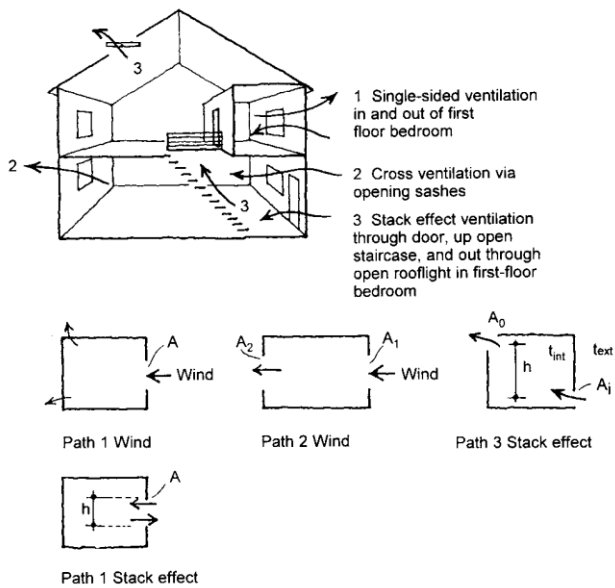 3
1 Single-sided ventilation
in and out of first
floor bedroom
2
2 Cross ventilation via
opening sashes
3
3 Stack effect ventilation
through door, up open
staircase, and out through
open rooflight in first-floor
bedroom
A
Wind
Path 1 Wind
A2
A1
Wind
Path 2 Wind
A0
h
tint
text
Ai
Path 3 Stack effect
A
h
Path 1 Stack effect